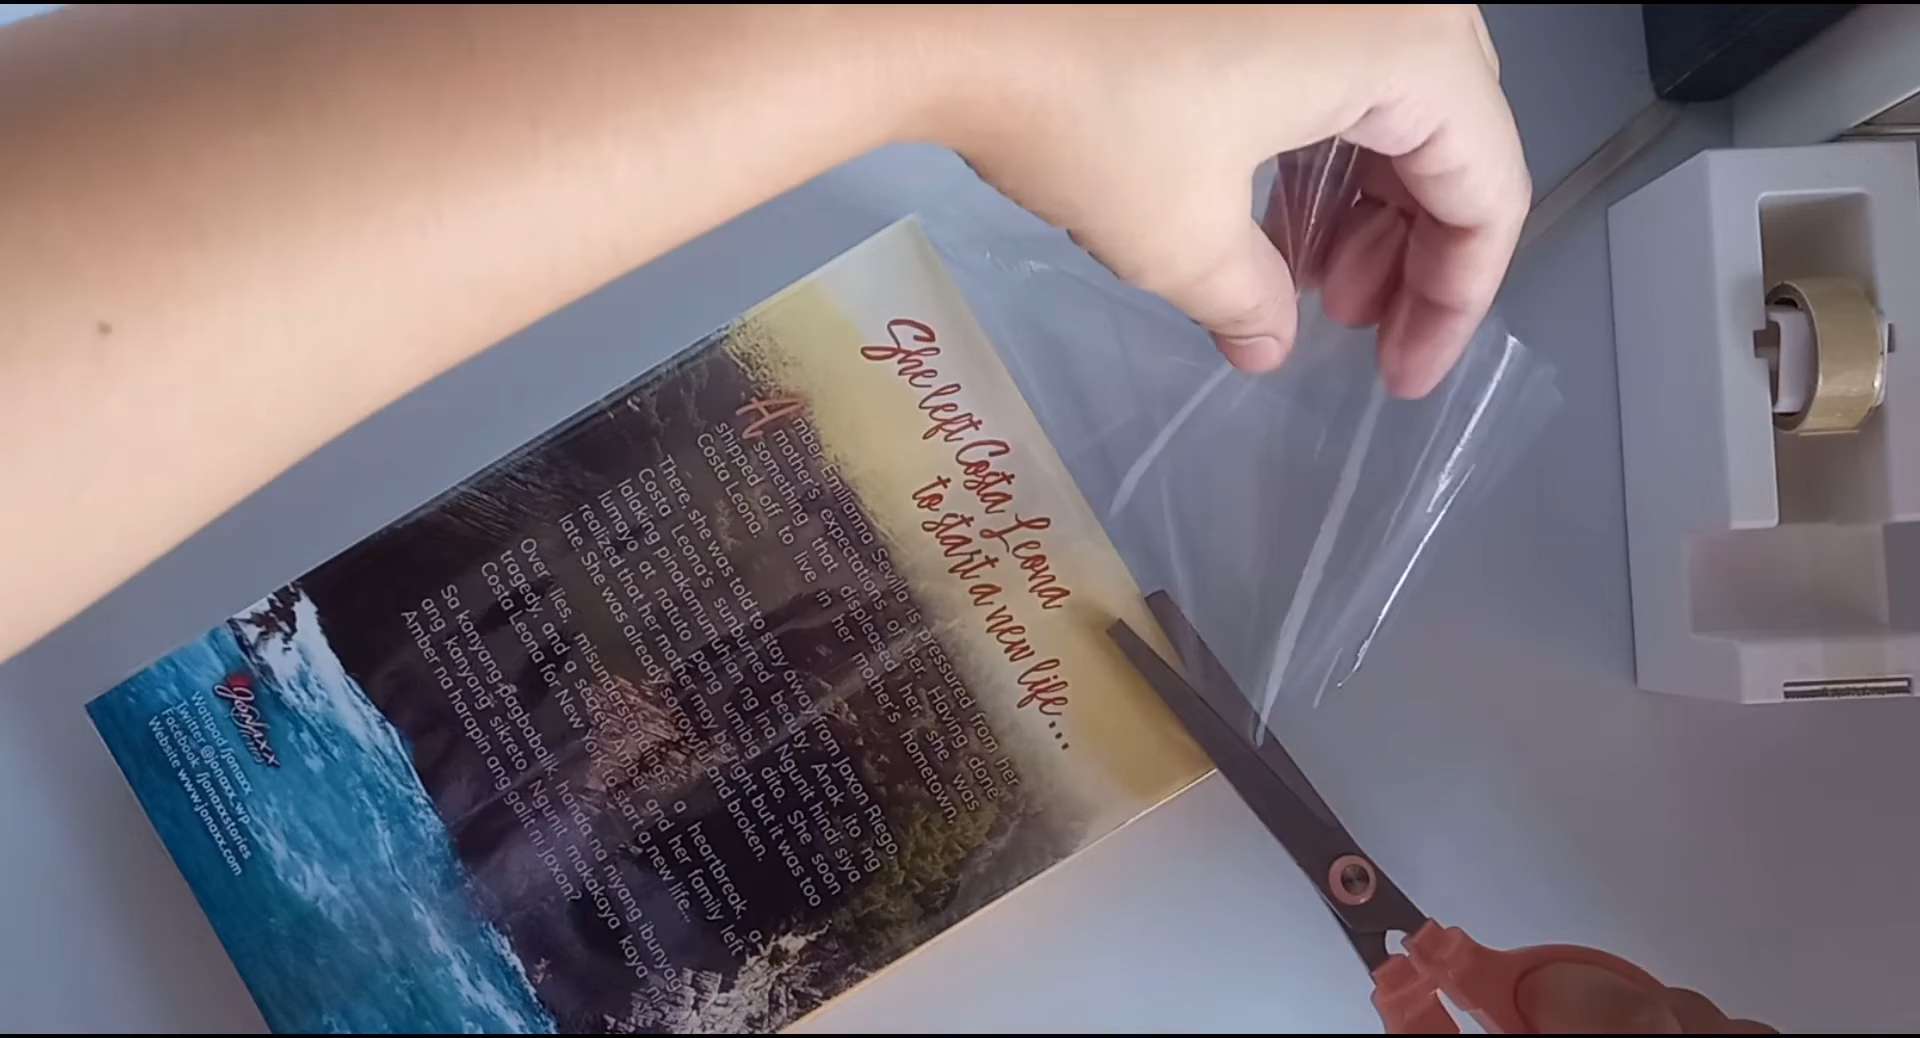 She left Costa Leona
to start a new life...
Amber Emilianna Sevilla is pressured from her
mother's expectations of her. Having done
something that displeased her, she was
shipped off to live in her mother's hometown,
Costa Leona.
There, she was told to stay away from Jaxon Riego,
Costa Leona's sunburned beauty. Anak ito ng
lalaking pinakamumuhian ng ina. Ngunit hindi siya
lumayo at natuto pang umibig dito. She soon
realized that her mother may be right but it was too
late. She was already sorrowful and broken.
Over lies, misunderstandings, a heartbreak, a
tragedy, and a secret, Amber and her family left
Costa Leona for New York to start a new life...
Sa kanyang pagbabalik, handa na niyang ibunyag
ang kanyang sikreto. Ngunit makakaya kaya ni
Amber na harapin ang galit ni Jaxon?
Jonaxx
Wattpad /jonaxx
Twitter @jonaxx_wp
Facebook /jonaxxstories
Website www.jonaxx.com